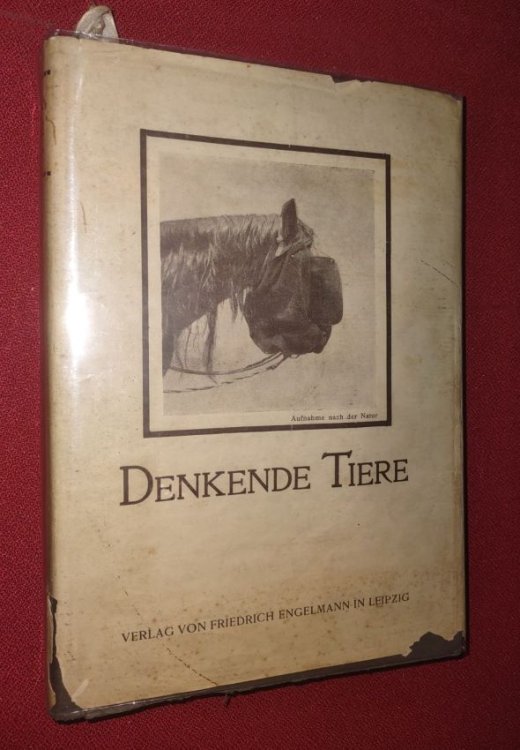 Aufnahme nach der Natur
DENKENDE TIERE
VERLAG VON FRIEDRICH ENGELMANN IN LEIPZIG